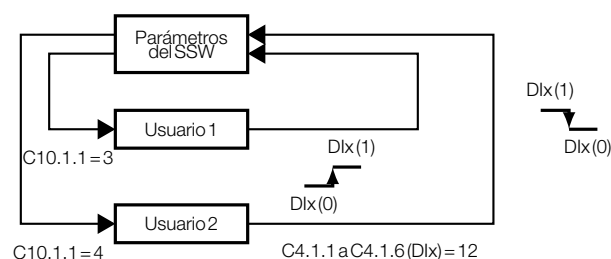 Parámetros
del SSW
DIx (1)
DIx (0)
Usuario 1
C10.1.1 = 3
DIx (1)
DIx (0)
Usuario 2
C10.1.1 = 4
C4.1.1 a C4.1.6 (DIx) = 12